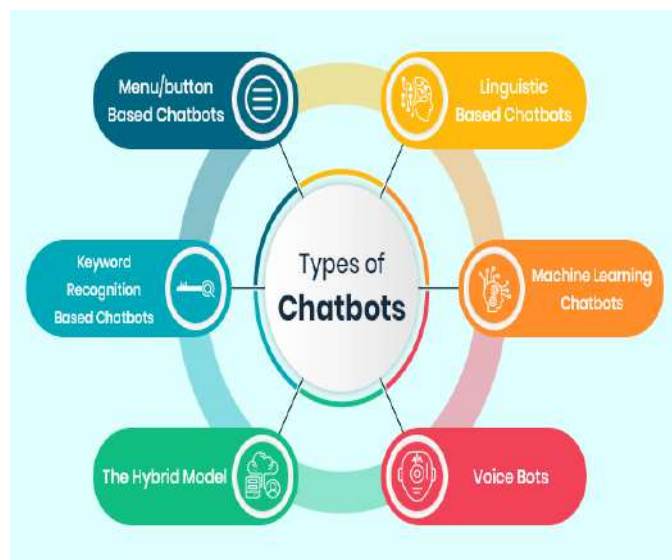 Menu/button
Based Chatbots
Linguistic
Based Chatbots
Types of
Chatbots
Keyword
Recognition
Based Chatbots
Machine Learning
Chatbots
The Hybrid Model
Voice Bots